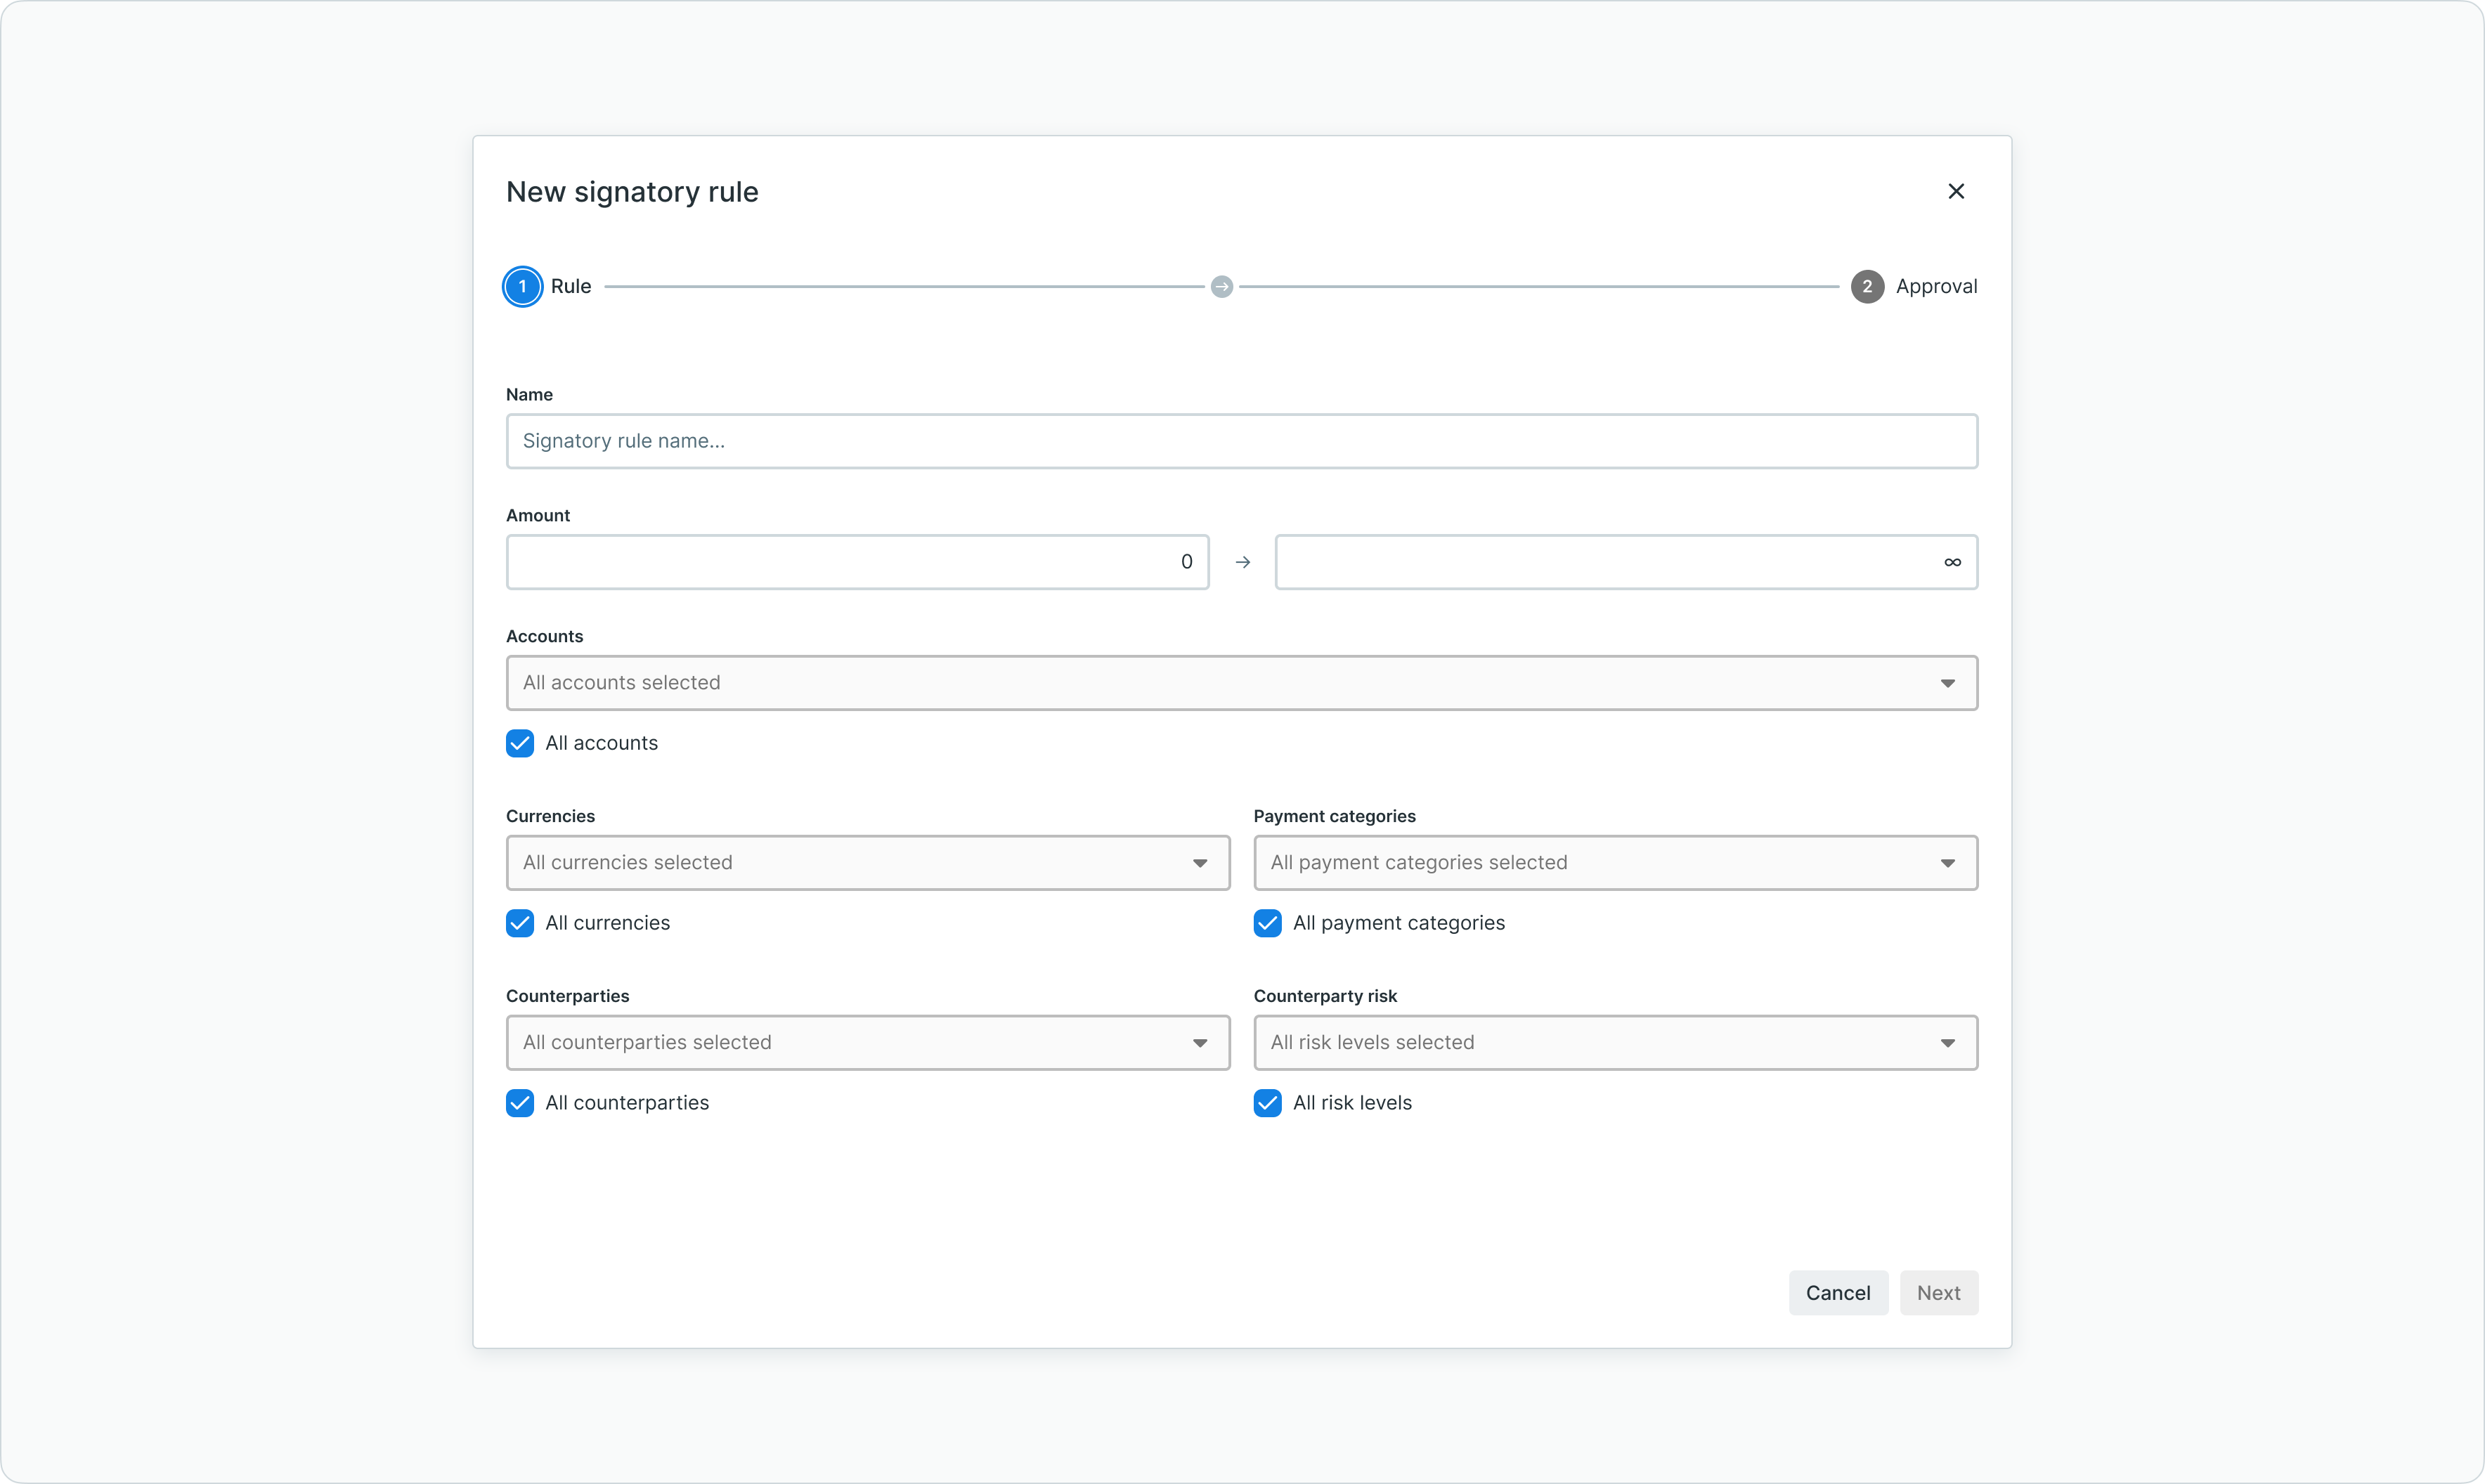 New signatory rule
1 Rule 2 Approval
Name
Signatory rule name...
Amount
0 → ∞
Accounts
All accounts selected
All accounts
Currencies Payment categories
All currencies selected All payment categories selected
All currencies All payment categories
Counterparties Counterparty risk
All counterparties selected All risk levels selected
All counterparties All risk levels
Cancel Next